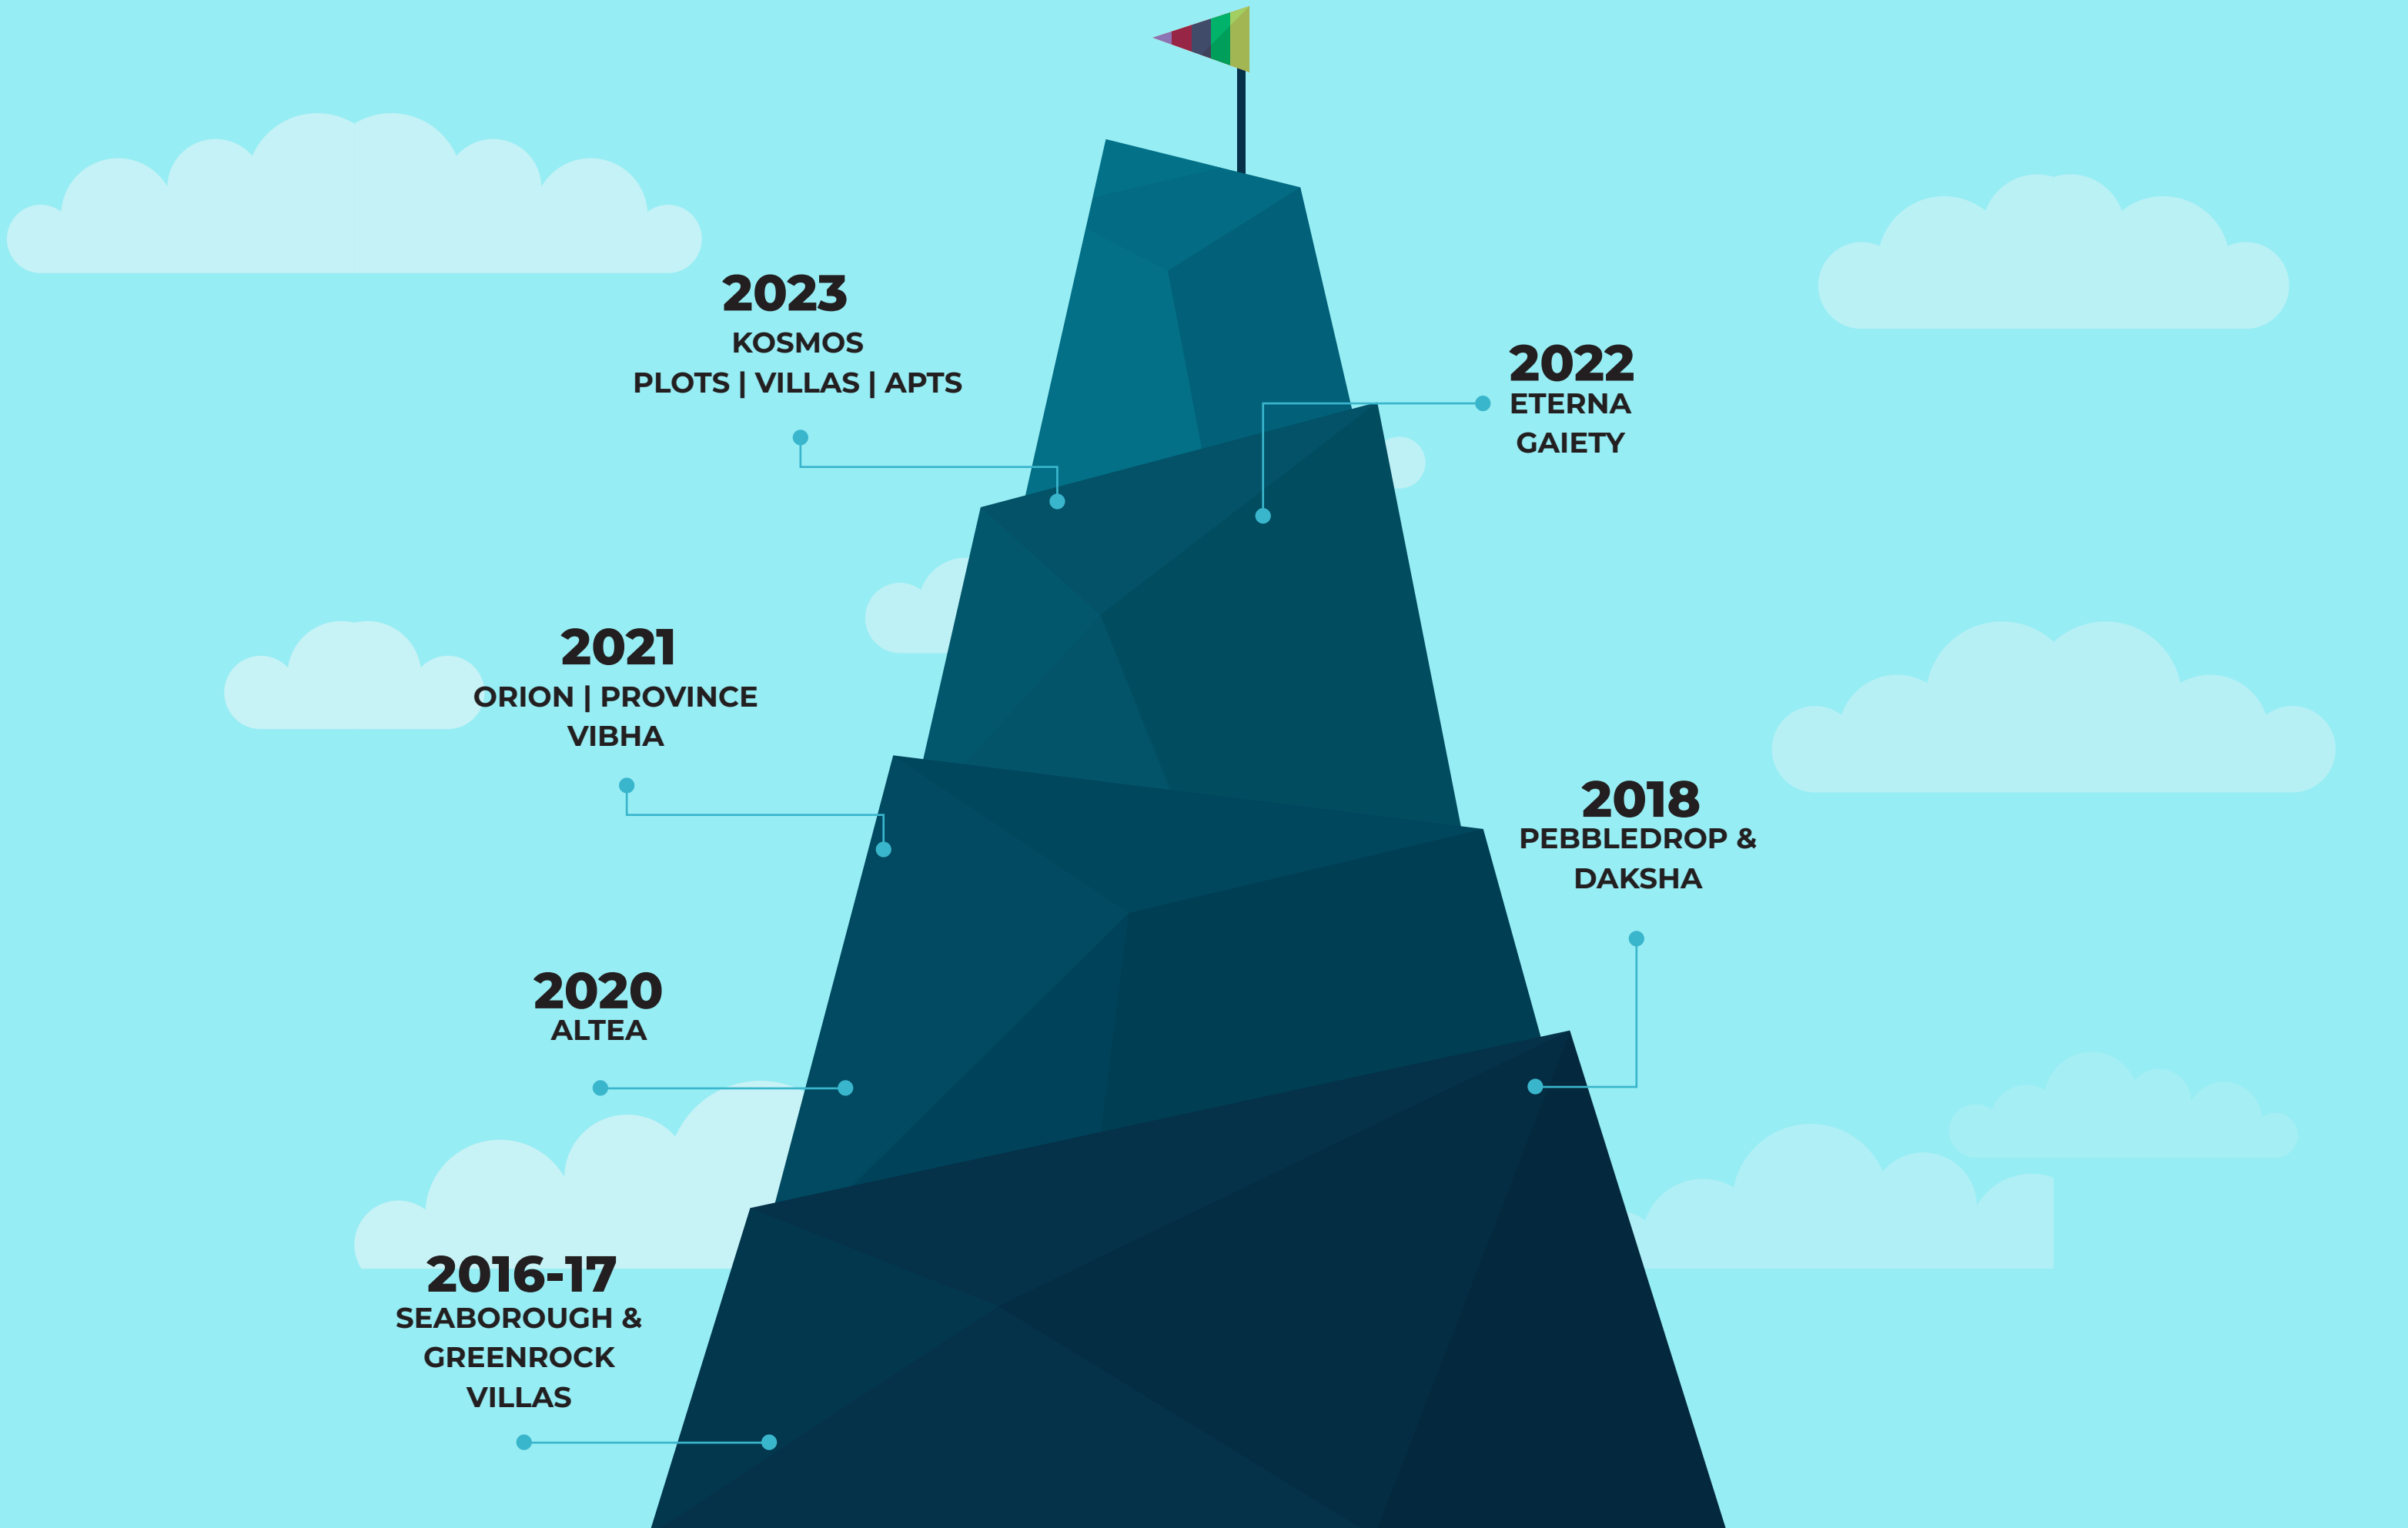 2023
KOSMOS
PLOTS | VILLAS | APTS
2022
ETERNA
GAIETY
2021
ORION | PROVINCE
VIBHA
2018
PEBBLEDROP &
DAKSHA
2020
ALTEA
2016-17
SEABOROUGH &
GREENROCK
VILLAS